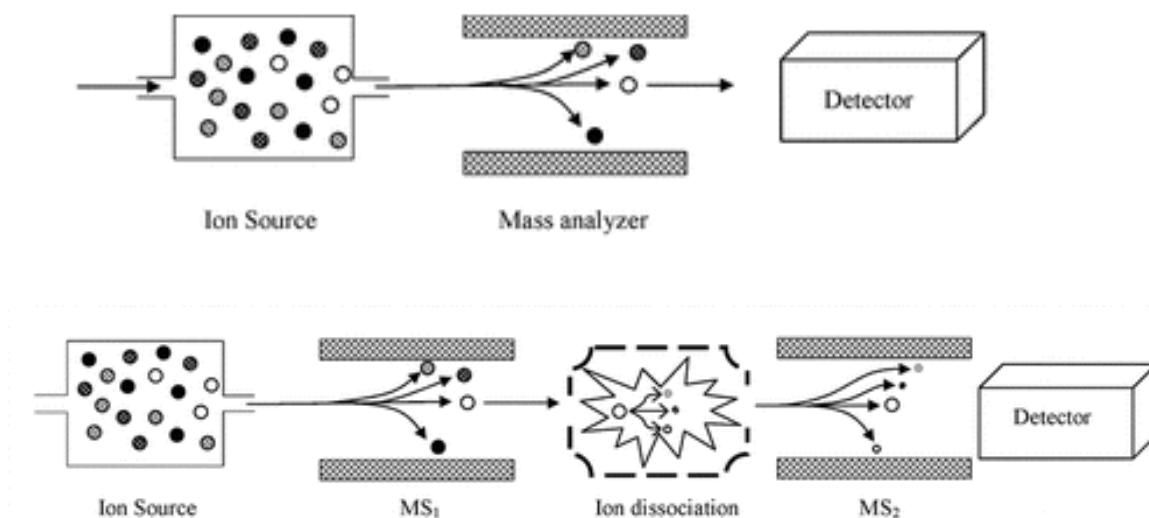 Detector
Ion Source
Mass analyzer
Detector
Ion Source
MS₁
Ion dissociation
MS₂